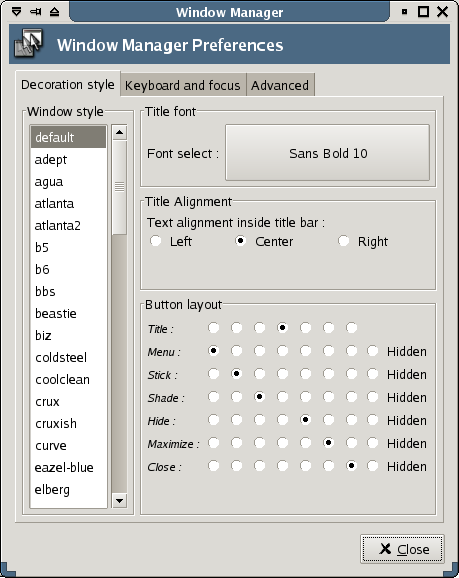 Window Manager
Window Manager Preferences
Decoration style
Keyboard and focus
Advanced
Window style
default
adept
agua
atlanta
atlanta2
b5
b6
bbs
beastie
biz
coldsteel
coolclean
crux
cruxish
curve
eazel-blue
elberg
Title font
Font select :
Sans Bold 10
Title Alignment
Text alignment inside title bar :
Left
Center
Right
Button layout
Title :
Menu : Hidden
Stick : Hidden
Shade : Hidden
Hide : Hidden
Maximize : Hidden
Close : Hidden
Close